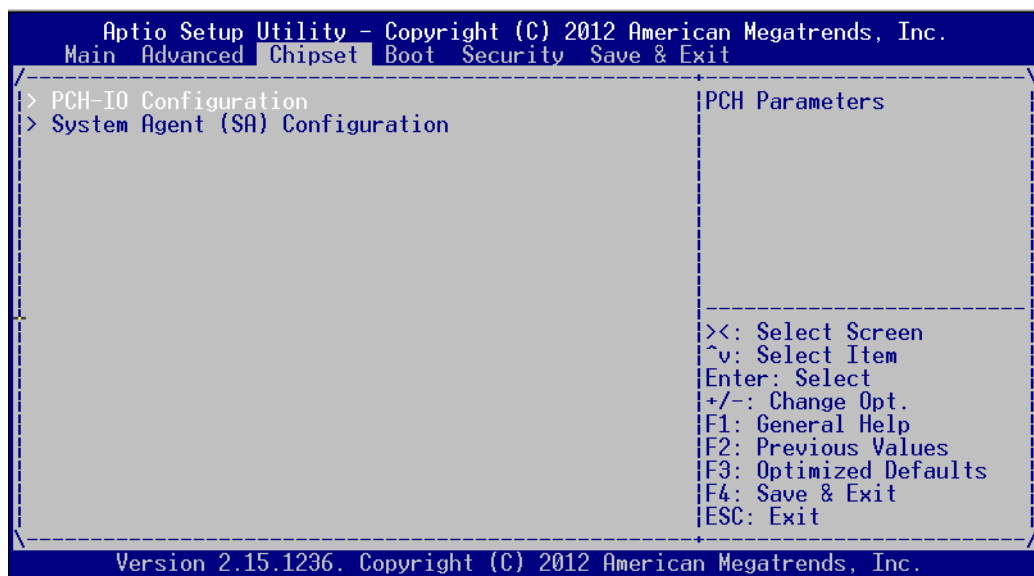 Aptio Setup Utility – Copyright (C) 2012 American Megatrends, Inc.
Main Advanced Chipset Boot Security Save & Exit
> PCH-IO Configuration
> System Agent (SA) Configuration
PCH Parameters
><: Select Screen
^v: Select Item
Enter: Select
+/-: Change Opt.
F1: General Help
F2: Previous Values
F3: Optimized Defaults
F4: Save & Exit
ESC: Exit
Version 2.15.1236. Copyright (C) 2012 American Megatrends, Inc.